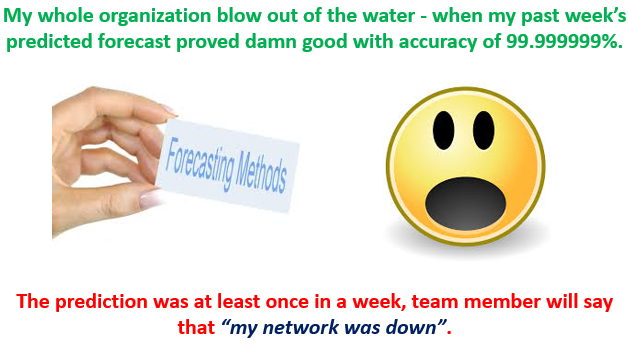 My whole organization blow out of the water - when my past week’s
predicted forecast proved damn good with accuracy of 99.999999%.
Forecasting Methods
The prediction was at least once in a week, team member will say
that “my network was down”.